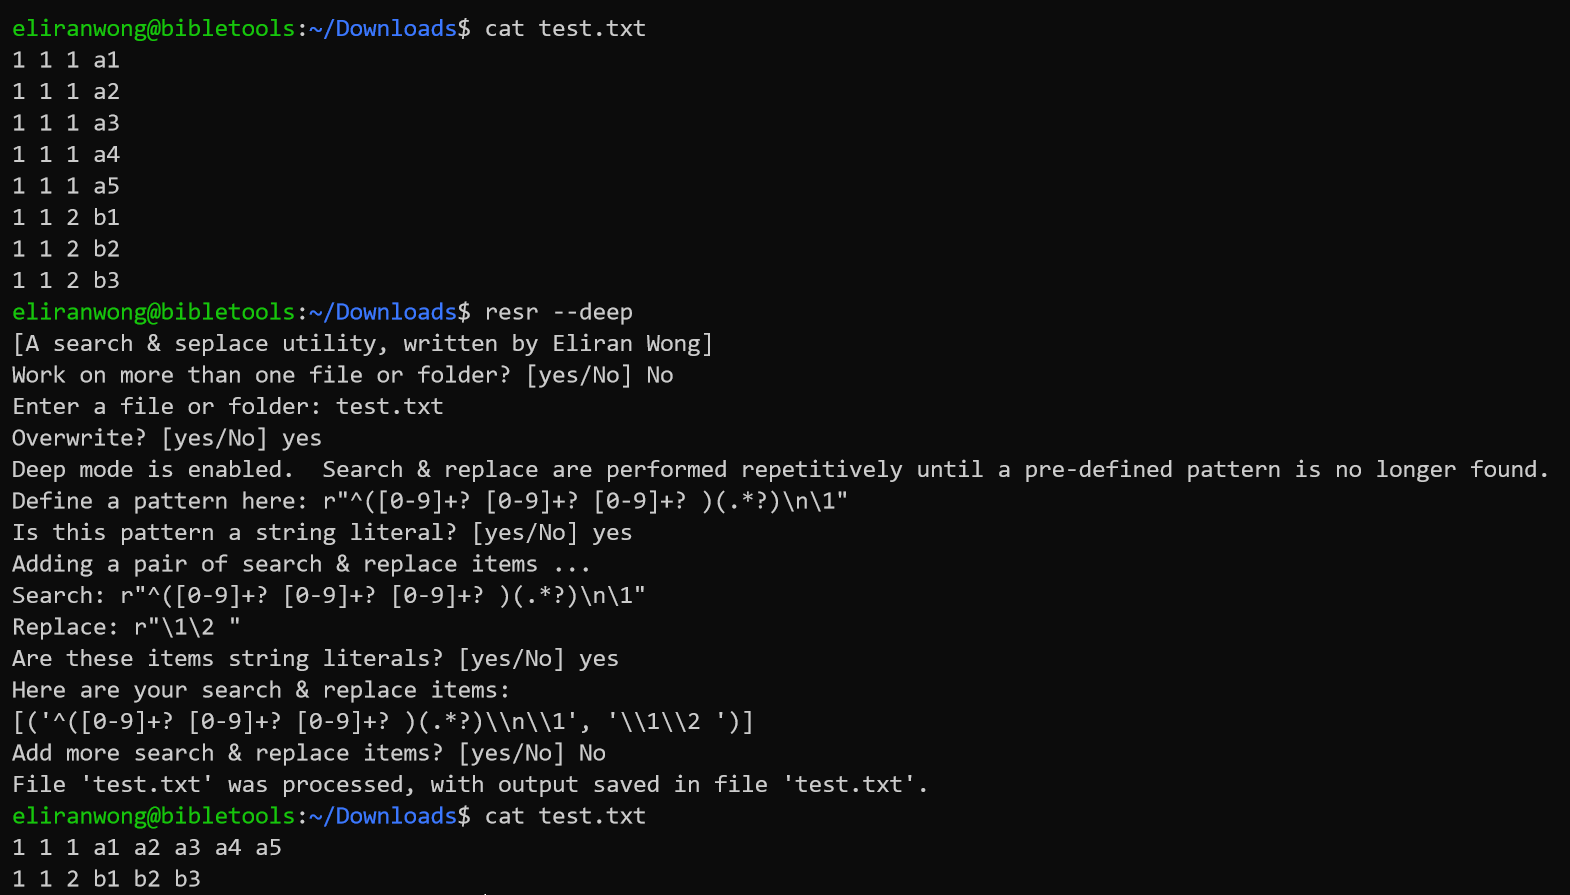 eliranwong@bibletools:~/Downloads$ cat test.txt
1 1 1 a1
1 1 1 a2
1 1 1 a3
1 1 1 a4
1 1 1 a5
1 1 2 b1
1 1 2 b2
1 1 2 b3
eliranwong@bibletools:~/Downloads$ resr --deep
[A search & seplace utility, written by Eliran Wong]
Work on more than one file or folder? [yes/No] No
Enter a file or folder: test.txt
Overwrite? [yes/No] yes
Deep mode is enabled.  Search & replace are performed repetitively until a pre-defined pattern is no longer found.
Define a pattern here: r"^([0-9]+? [0-9]+? [0-9]+? )(.*?)\n\1"
Is this pattern a string literal? [yes/No] yes
Adding a pair of search & replace items ...
Search: r"^([0-9]+? [0-9]+? [0-9]+? )(.*?)\n\1"
Replace: r"\1\2 "
Are these items string literals? [yes/No] yes
Here are your search & replace items:
[('^([0-9]+? [0-9]+? [0-9]+? )(.*?)\\n\\1', '\\1\\2 ')]
Add more search & replace items? [yes/No] No
File 'test.txt' was processed, with output saved in file 'test.txt'.
eliranwong@bibletools:~/Downloads$ cat test.txt
1 1 1 a1 a2 a3 a4 a5
1 1 2 b1 b2 b3